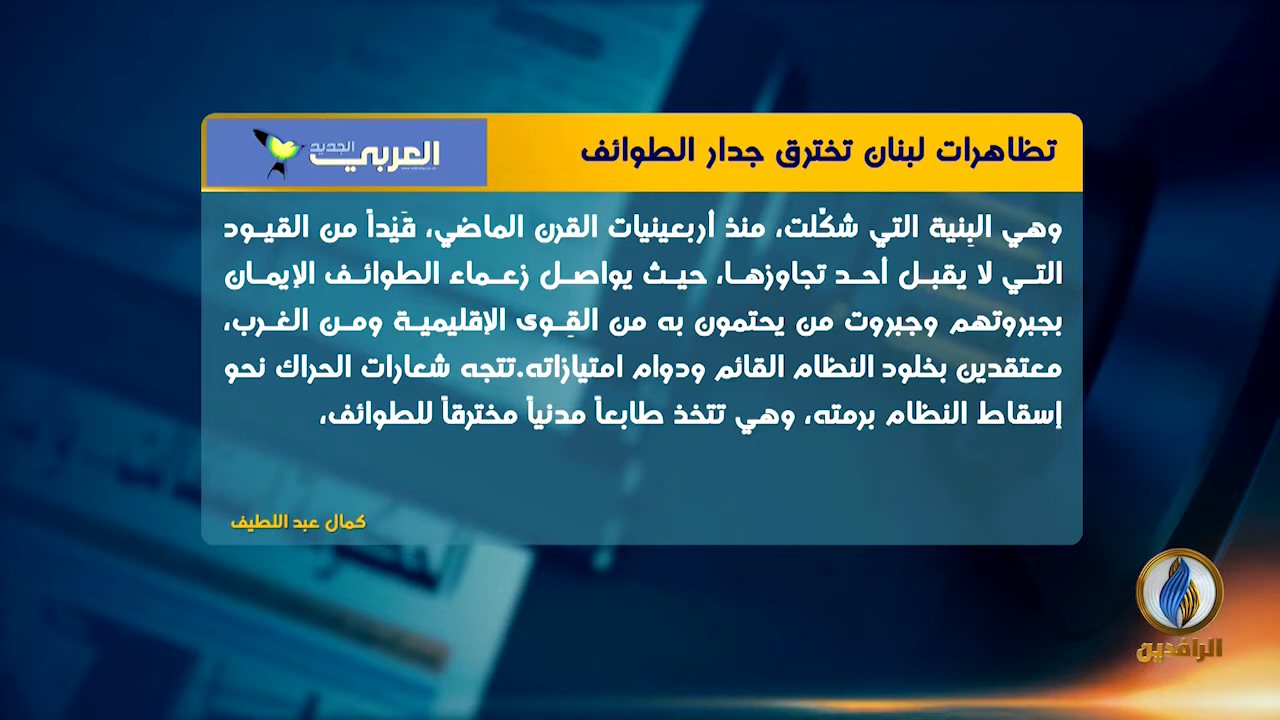 تظاهرات لبنان تخترق جدار الطوائف
العربي الجديد
وهي البِنية التي شكّلت، منذ أربعينيات القرن الماضي، قَيْداً من القيود
التي لا يقبل أحد تجاوزها، حيث يواصل زعماء الطوائف الإيمان
بجبروتهم وجبروت من يحتمون به من القِوى الإقليمية ومن الغرب،
معتقدين بخلود النظام القائم ودوام امتيازاته.تتجه شعارات الحراك نحو
إسقاط النظام برمته، وهي تتخذ طابعاً مدنياً مخترقاً للطوائف،
كمال عبد اللطيف
الرافدين